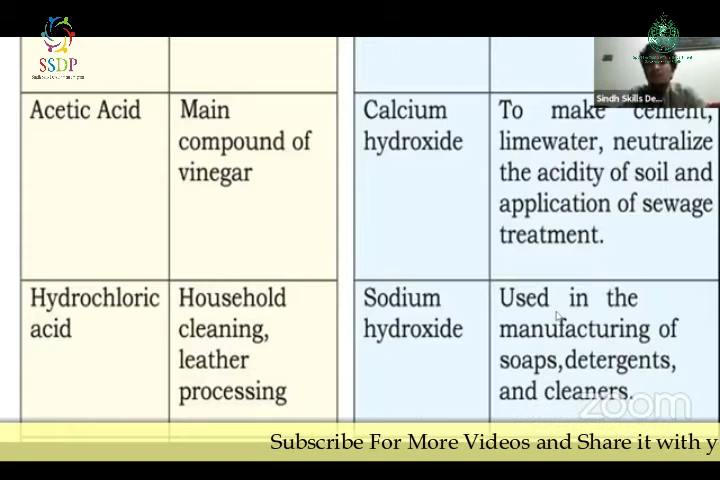 SSDP
Sindh Skills De...
Acetic Acid
Main
compound of
vinegar
Calcium
hydroxide
To make cement,
limewater, neutralize
the acidity of soil and
application of sewage
treatment.
Hydrochloric
acid
Household
cleaning,
leather
processing
Sodium
hydroxide
Used in the
manufacturing of
soaps,detergents,
and cleaners.
zoom
Subscribe For More Videos and Share it with y